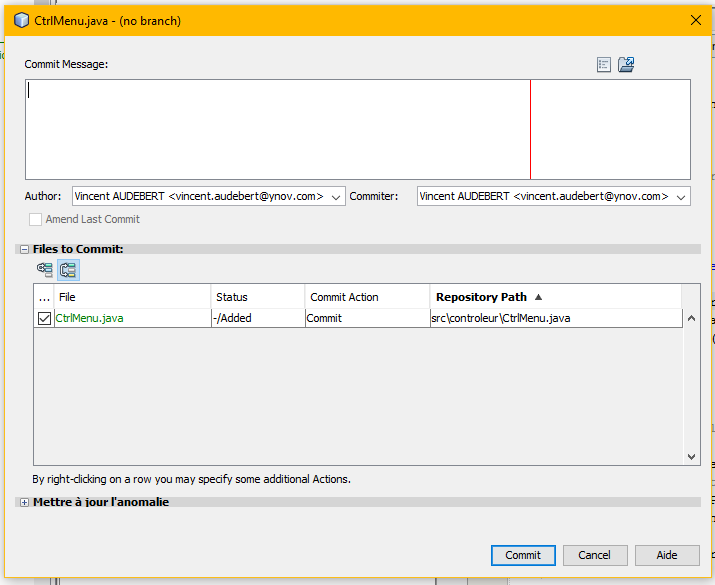 CtrlMenu.java - (no branch)
Commit Message:
Author: Vincent AUDEBERT <vincent.audebert@ynov.com> Commiter: Vincent AUDEBERT <vincent.audebert@ynov.com>
Amend Last Commit
Files to Commit:
... File Status Commit Action Repository Path
CtrlMenu.java -/Added Commit src\controleur\CtrlMenu.java
By right-clicking on a row you may specify some additional Actions.
Mettre à jour l'anomalie
Commit Cancel Aide